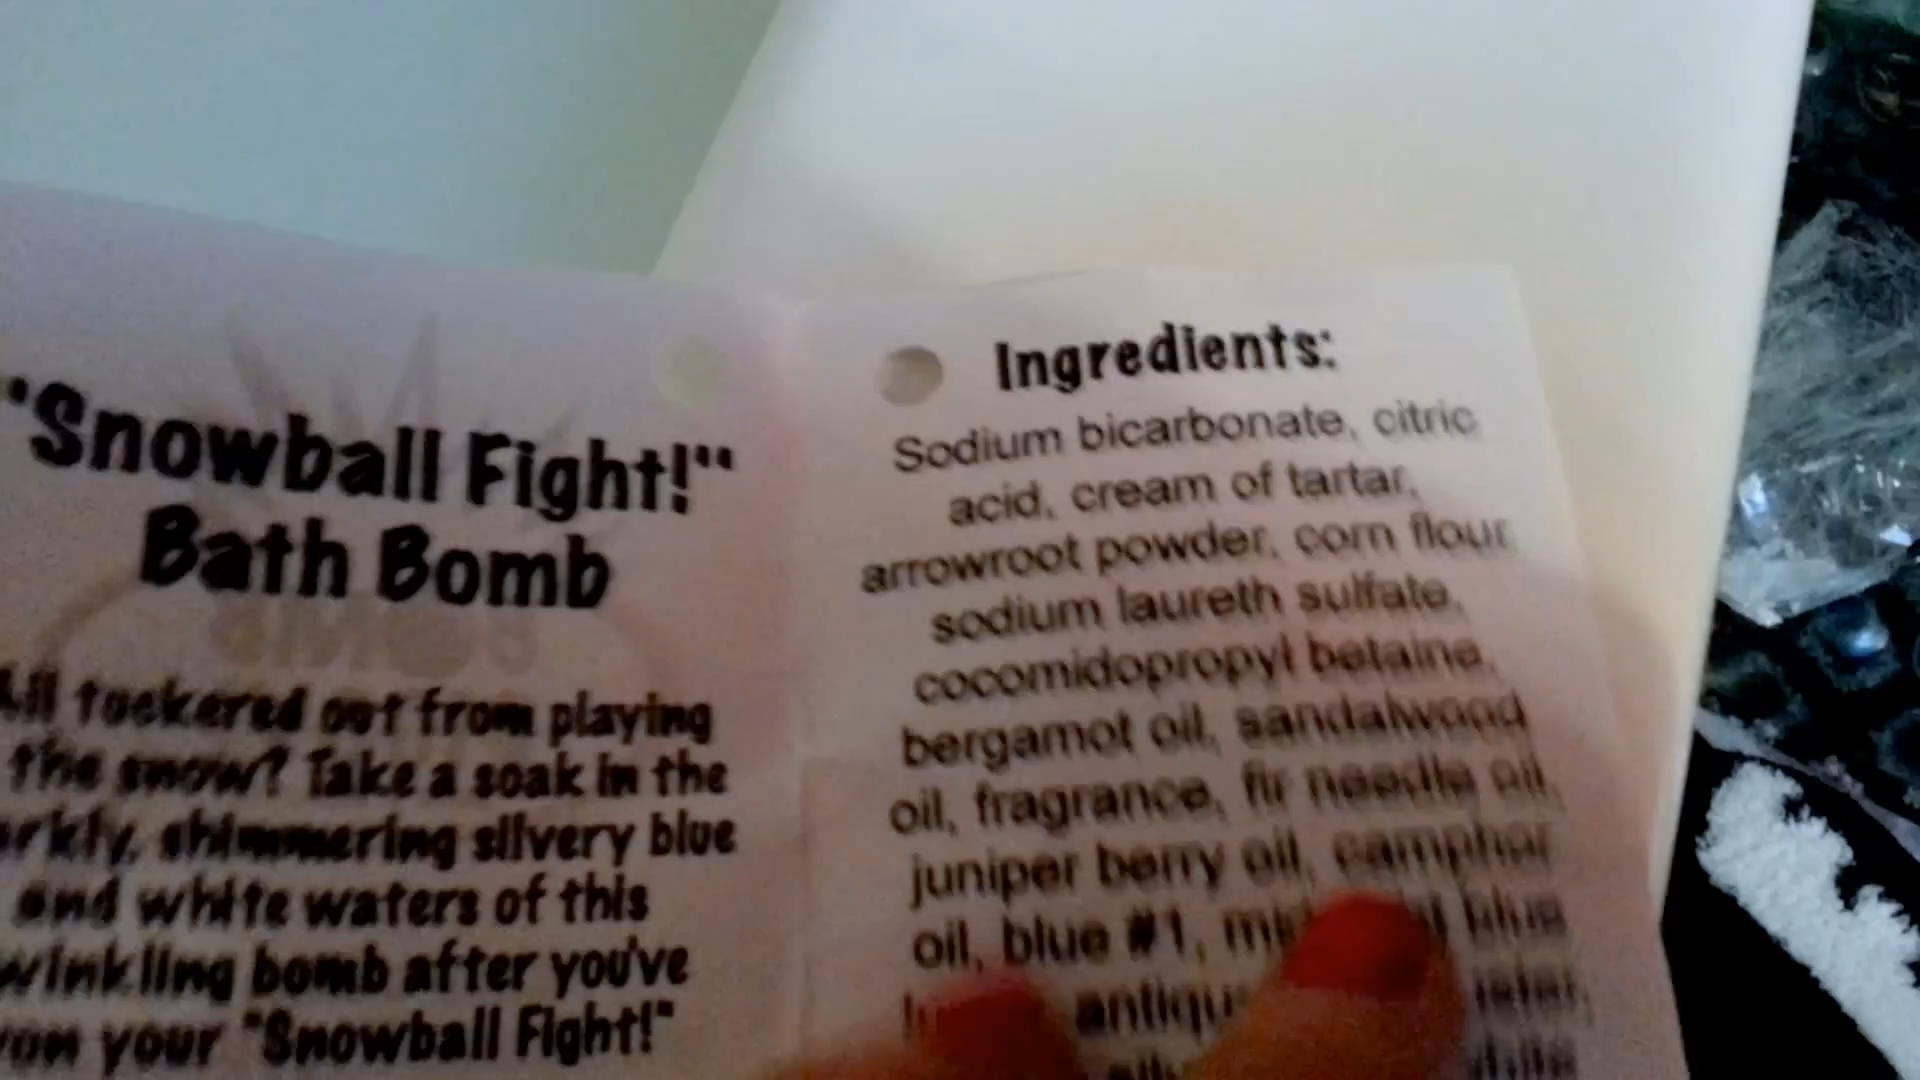 "Snowball Fight!"
Bath Bomb
All tuckered out from playing
the snow? Take a soak in the
shimmering silvery blue
and white waters of this
bomb after you've
your "Snowball Fight!"
Ingredients:
Sodium bicarbonate, citric
acid, cream of tartar,
arrowroot powder, corn flour,
sodium laureth sulfate,
cocomidopropyl betaine,
bergamot oil, sandalwood
oil, fragrance, fir needle oil,
juniper berry oil, camphor
oil, blue #1, blue